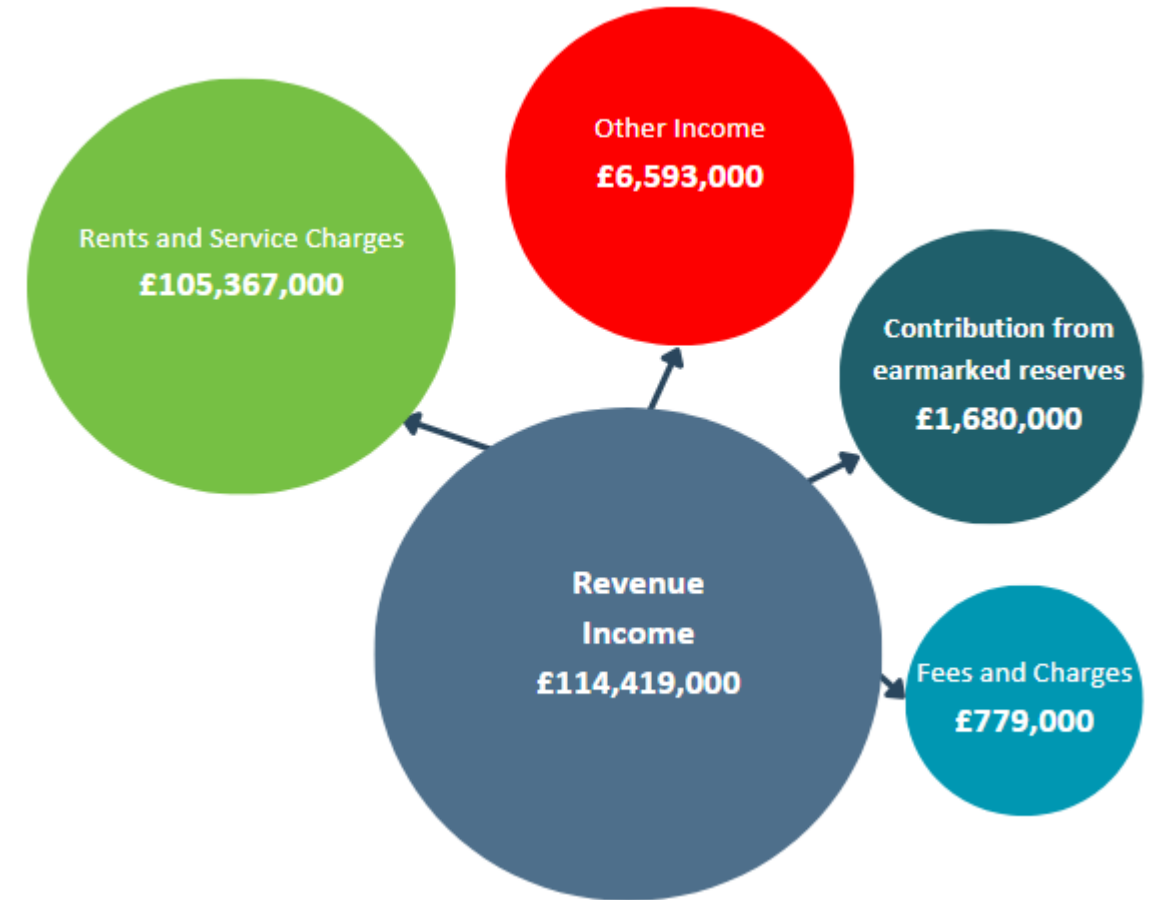 Other Income
£6,593,000
Rents and Service Charges
£105,367,000
Contribution from
earmarked reserves
£1,680,000
Revenue
Income
£114,419,000
Fees and Charges
£779,000